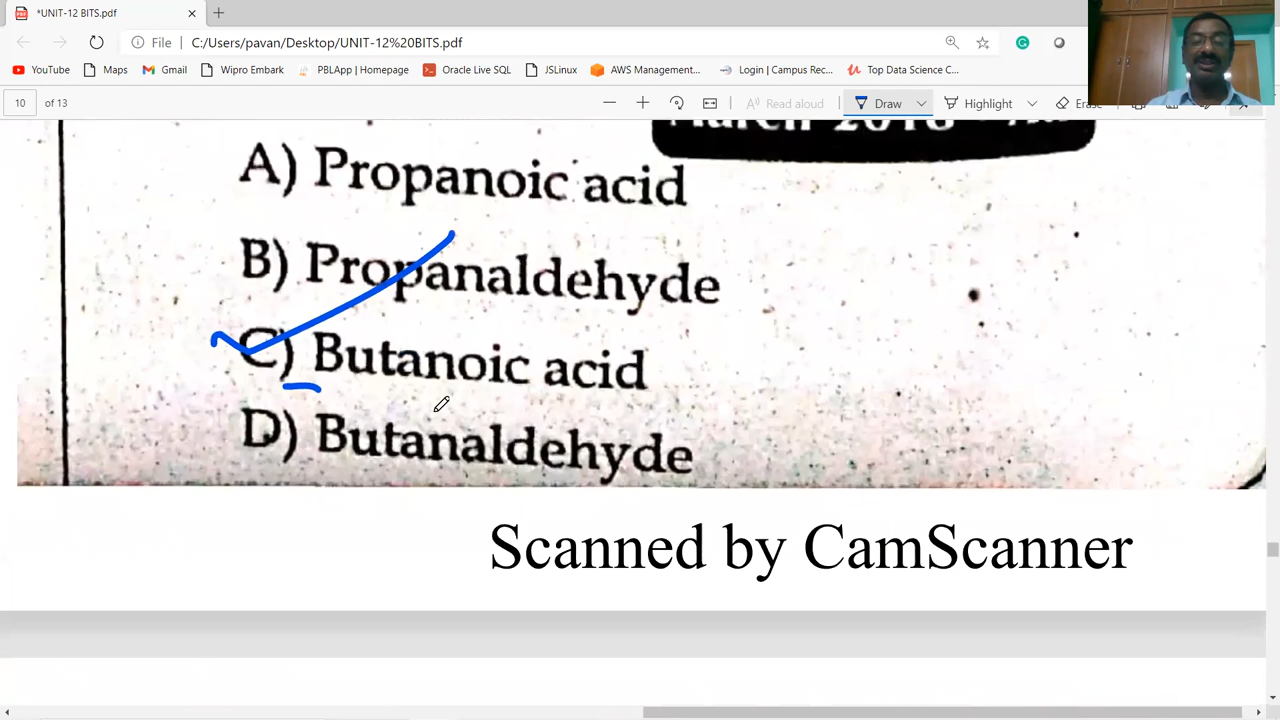 *UNIT-12 BITS.pdf
File C:/Users/pavan/Desktop/UNIT-12%20BITS.pdf
YouTube Maps Gmail Wipro Embark PBLApp | Homepage Oracle Live SQL JSLinux AWS Management... Login | Campus Rec... Top Data Science C...
10 of 13 Read aloud Draw Highlight Erase
March 2016
A) Propanoic acid
B) Propanaldehyde
C) Butanoic acid
D) Butanaldehyde
Scanned by CamScanner